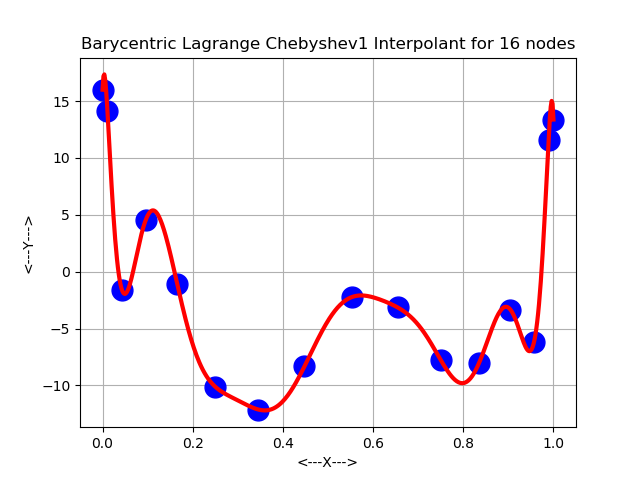 Barycentric Lagrange Chebyshev1 Interpolant for 16 nodes
15
10
5
0
−5
−10
<---Y--->
0.0 0.2 0.4 0.6 0.8 1.0
<---X--->